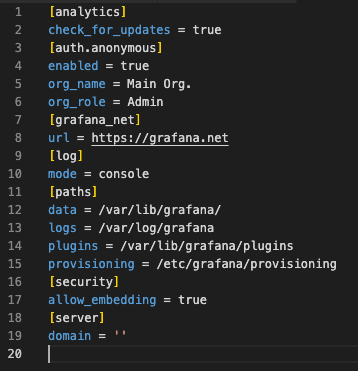 1 [analytics]
2 check_for_updates = true
3 [auth.anonymous]
4 enabled = true
5 org_name = Main Org.
6 org_role = Admin
7 [grafana_net]
8 url = https://grafana.net
9 [log]
10 mode = console
11 [paths]
12 data = /var/lib/grafana/
13 logs = /var/log/grafana
14 plugins = /var/lib/grafana/plugins
15 provisioning = /etc/grafana/provisioning
16 [security]
17 allow_embedding = true
18 [server]
19 domain = ''
20